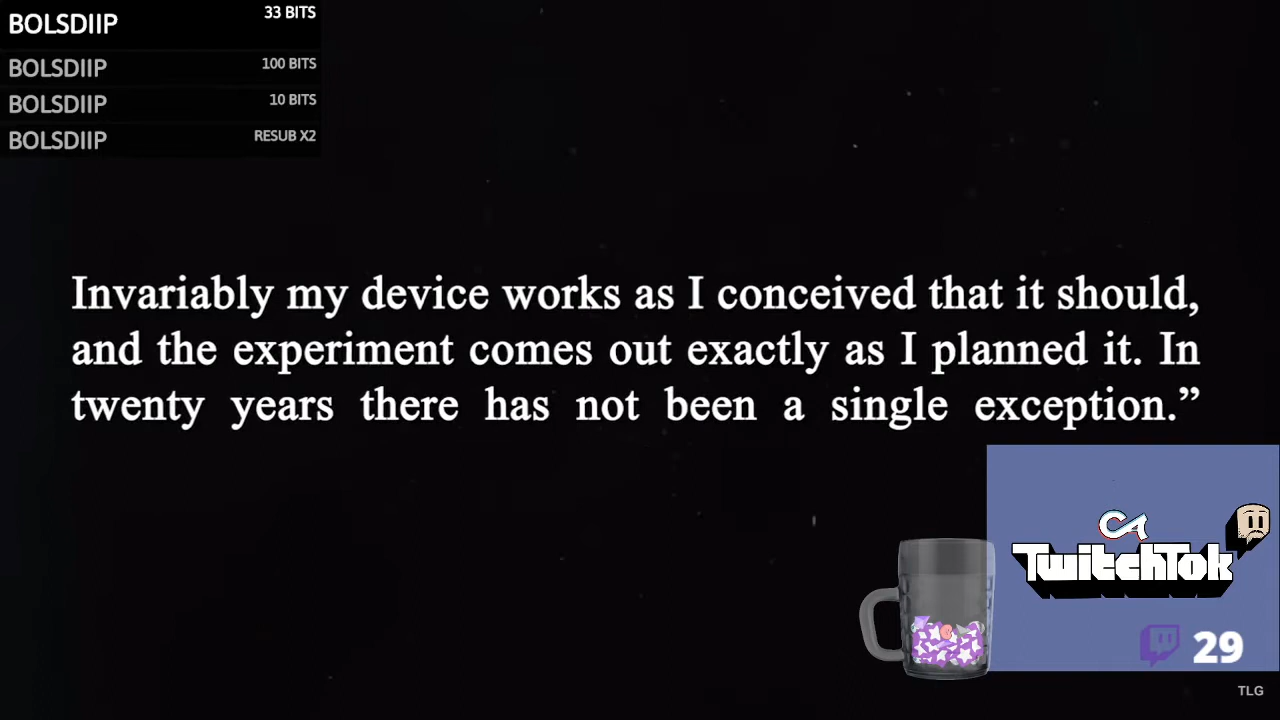 BOLSDIIP 33 BITS
BOLSDIIP 100 BITS
BOLSDIIP 10 BITS
BOLSDIIP RESUB X2
Invariably my device works as I conceived that it should,
and the experiment comes out exactly as I planned it. In
twenty years there has not been a single exception.”
CA
TwitchTok
29
TLG